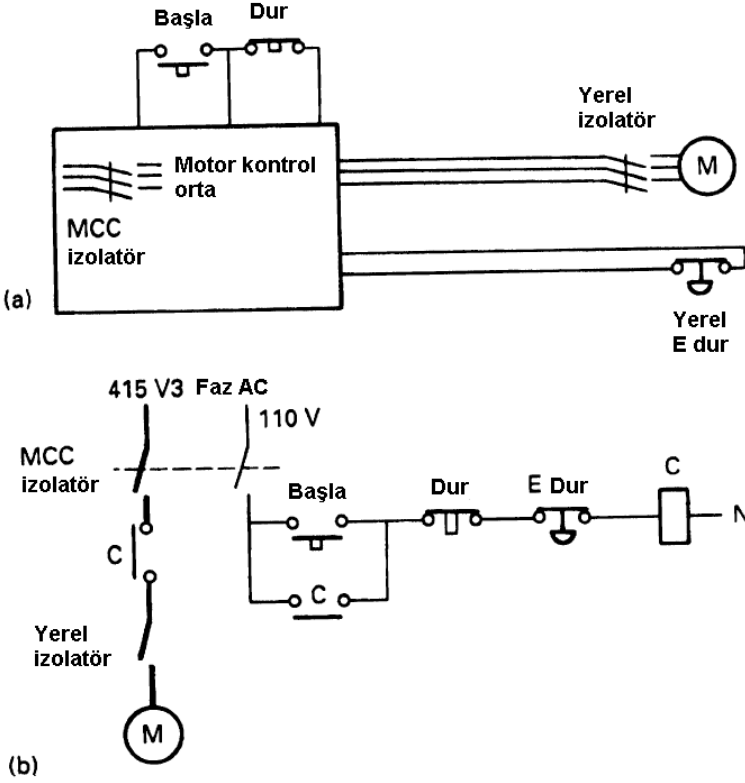 Başla
Dur
Yerel
izolatör
M
Motor kontrol
orta
MCC
izolatör
Yerel
E dur
(a)
415 V3 Faz AC
110 V
MCC
izolatör
Başla
Dur
E Dur
C
N
C
C
Yerel
izolatör
M
(b)